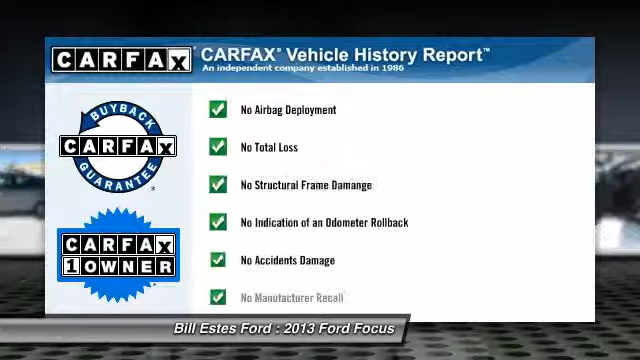 CARFAX
CARFAX® Vehicle History Report™
An independent company established in 1986
BUYBACK
CARFAX
GUARANTEE
®
CARFAX
1 OWNER
No Airbag Deployment
No Total Loss
No Structural Frame Damange
No Indication of an Odometer Rollback
No Accidents Damage
No Manufacturer Recall
Bill Estes Ford : 2013 Ford Focus